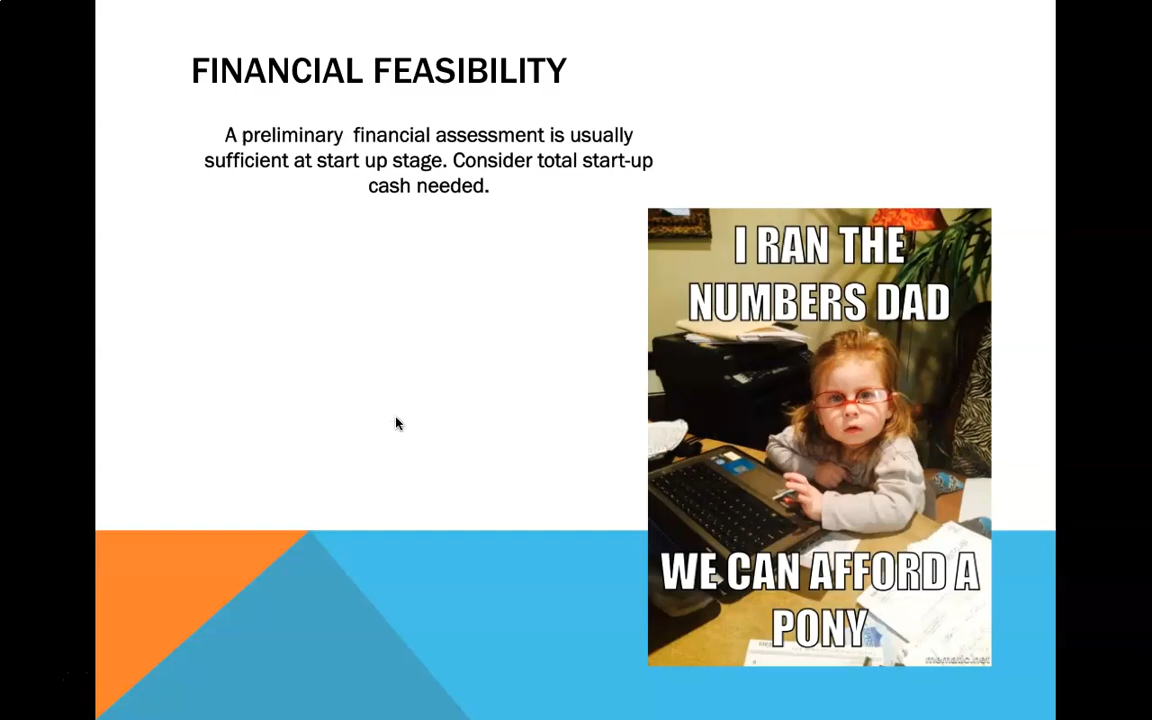 FINANCIAL FEASIBILITY
A preliminary financial assessment is usually
sufficient at start up stage. Consider total start-up
cash needed.
I RAN THE
NUMBERS DAD
WE CAN AFFORD A
PONY
mematic.net